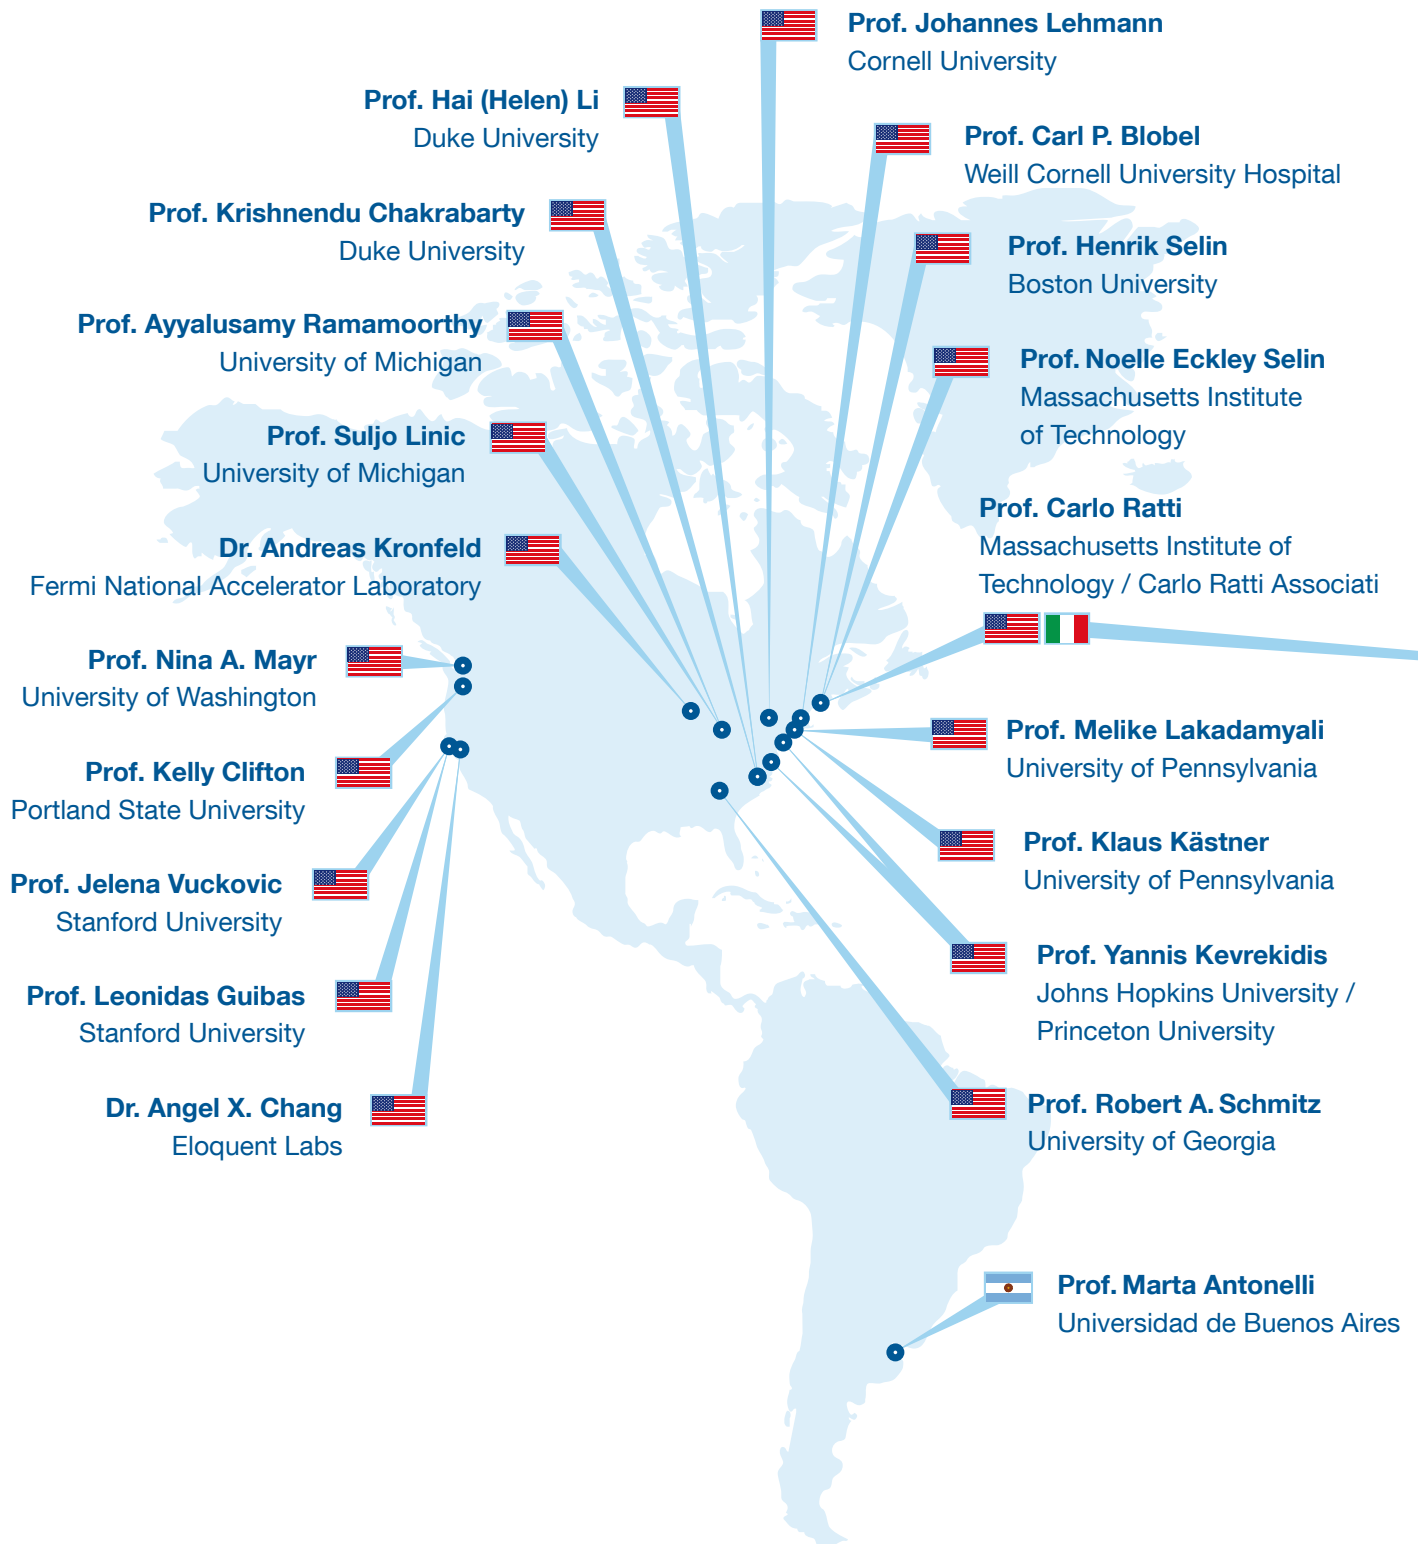 Prof. Johannes Lehmann
Cornell University
Prof. Hai (Helen) Li
Duke University
Prof. Carl P. Blobel
Weill Cornell University Hospital
Prof. Krishnendu Chakrabarty
Duke University
Prof. Henrik Selin
Boston University
Prof. Ayyalusamy Ramamoorthy
University of Michigan
Prof. Noelle Eckley Selin
Massachusetts Institute
of Technology
Prof. Suljo Linic
University of Michigan
Prof. Carlo Ratti
Massachusetts Institute of
Technology / Carlo Ratti Associati
Dr. Andreas Kronfeld
Fermi National Accelerator Laboratory
Prof. Nina A. Mayr
University of Washington
Prof. Melike Lakadamyali
University of Pennsylvania
Prof. Kelly Clifton
Portland State University
Prof. Klaus Kästner
University of Pennsylvania
Prof. Jelena Vuckovic
Stanford University
Prof. Yannis Kevrekidis
Johns Hopkins University /
Princeton University
Prof. Leonidas Guibas
Stanford University
Dr. Angel X. Chang
Eloquent Labs
Prof. Robert A. Schmitz
University of Georgia
Prof. Marta Antonelli
Universidad de Buenos Aires